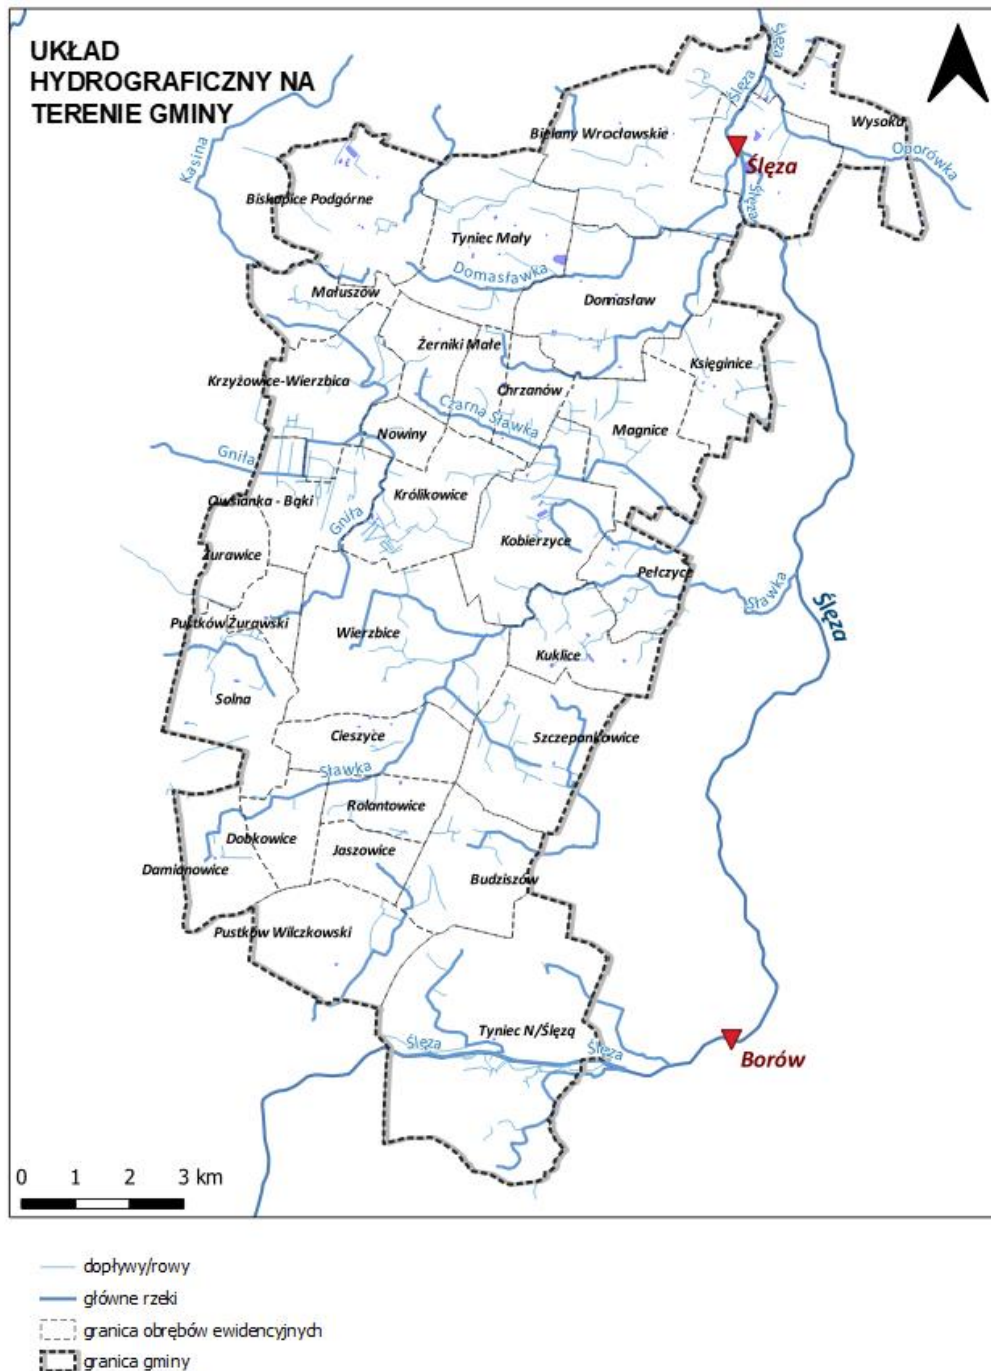 UKŁAD
HYDROGRAFICZNY NA
TERENIE GMINY
Ślęza
Ślęza
Wysoka
Bielany Wrocławskie
Oporówka
Kasina
Ślęza
Ślęza
Biskupice Podgórne
Tyniec Mały
Domasławka
Małuszów
Domasław
Żerniki Małe
Księginice
Krzyżowice-Wierzbica
Chrzanów
Czarna Sławka
Magnice
Nowiny
Gniła
Królikowice
Owsianka - Bąki
Gniła
Kobierzyce
Żurawice
Pełczyce
Sławka
Ślęza
Pustków Żurawski
Wierzbice
Kuklice
Solna
Cieszyce
Szczepankowice
Sławka
Rolantowice
Dobkowice
Jaszowice
Damianowice
Budziszów
Pustków Wilczkowski
Tyniec N/Ślęzą
Ślęza
Ślęza
Borów
0 1 2 3 km
dopływy/rowy
główne rzeki
granica obrębów ewidencyjnych
granica gminy